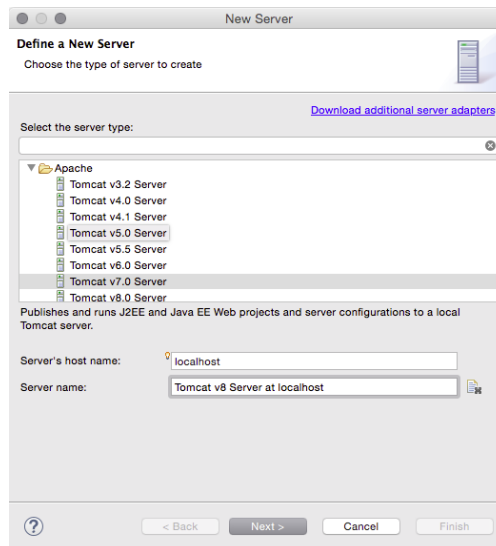 New Server
Define a New Server
Choose the type of server to create
Download additional server adapters
Select the server type:
Apache
Tomcat v3.2 Server
Tomcat v4.0 Server
Tomcat v4.1 Server
Tomcat v5.0 Server
Tomcat v5.5 Server
Tomcat v6.0 Server
Tomcat v7.0 Server
Tomcat v8.0 Server
Publishes and runs J2EE and Java EE Web projects and server configurations to a local
Tomcat server.
Server's host name: localhost
Server name: Tomcat v8 Server at localhost
? < Back Next > Cancel Finish